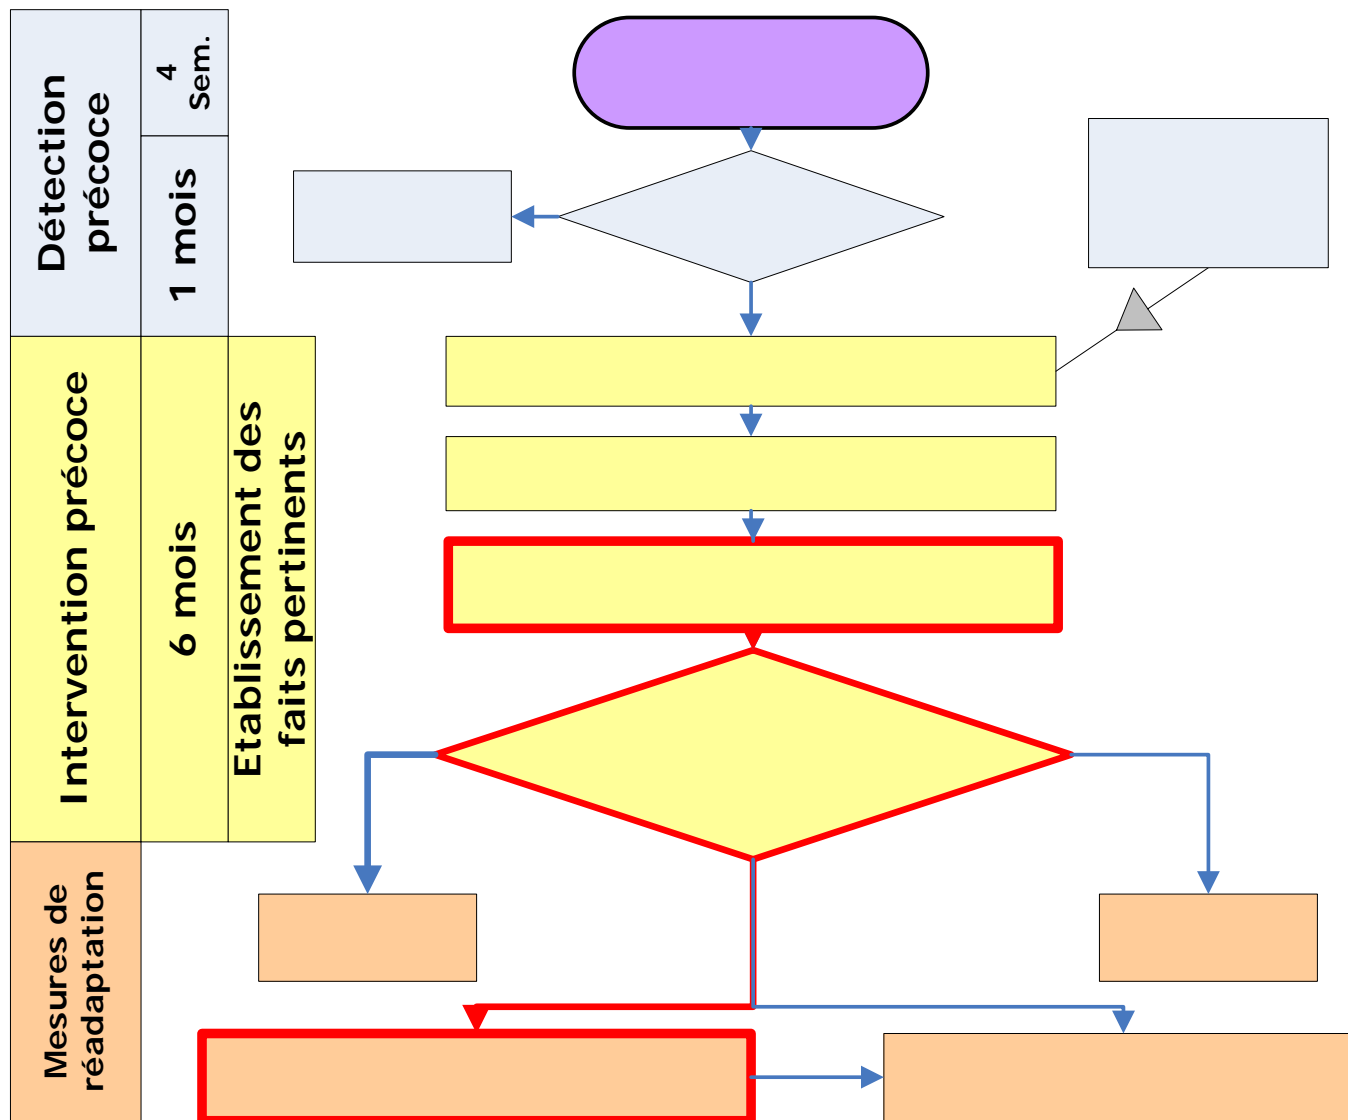 Détection
précoce
4
Sem.
1 mois
Intervention précoce
6 mois
Etablissement des
faits pertinents
Mesures de
réadaptation